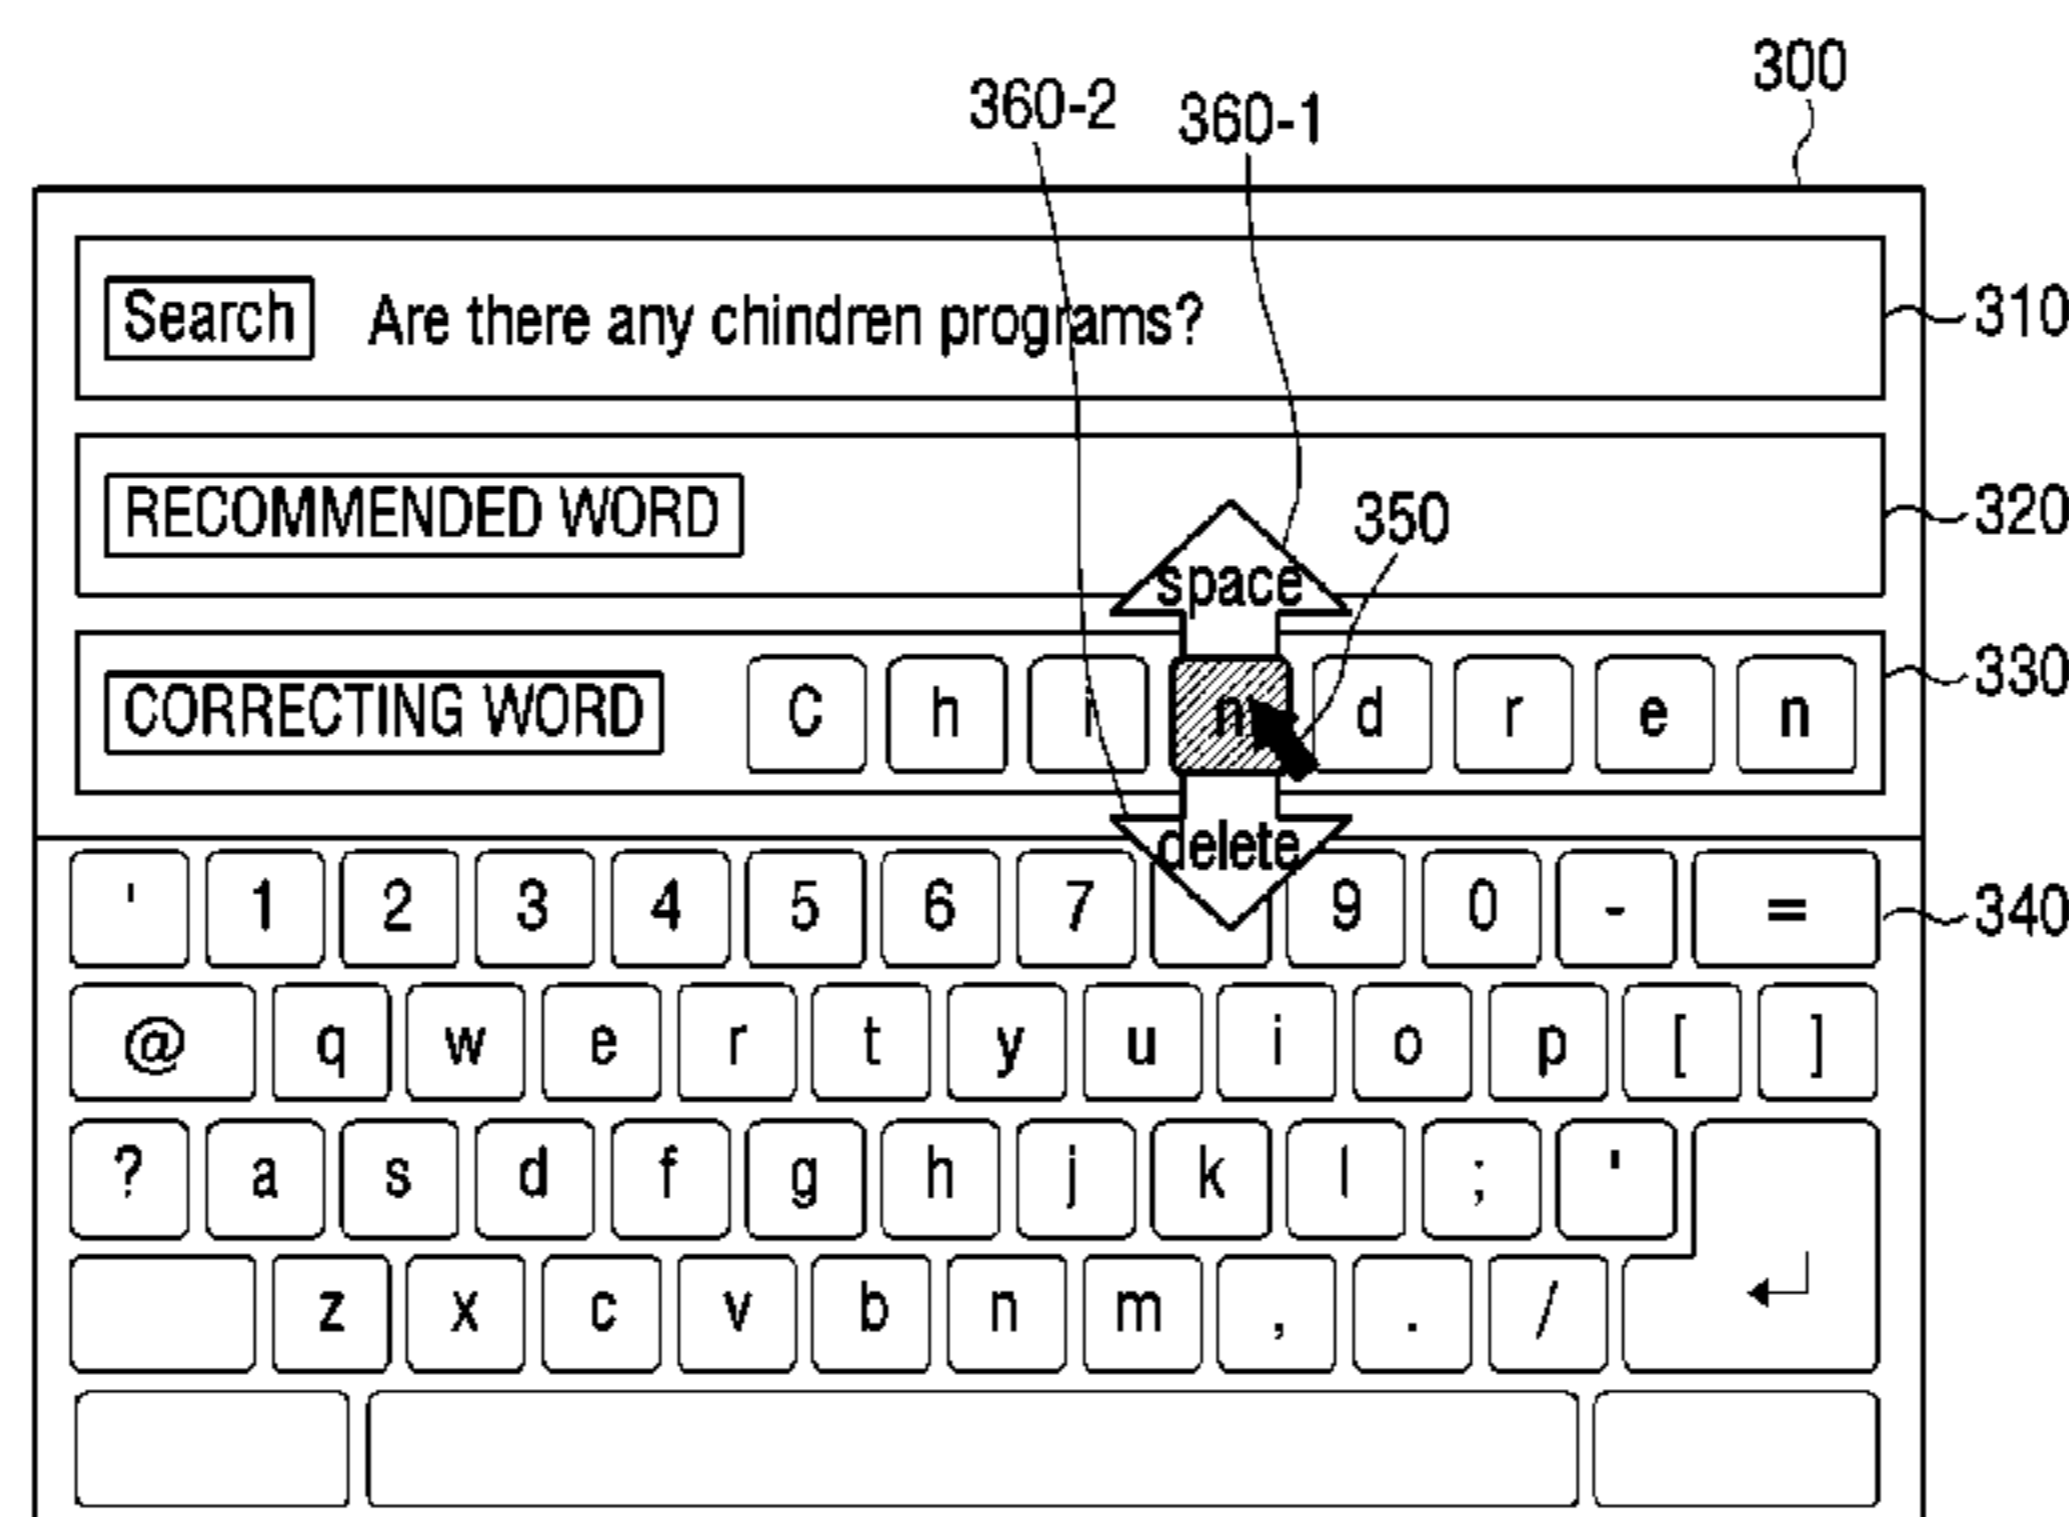 300
360-2 360-1
Search Are there any chindren programs? 310
RECOMMENDED WORD 320
350
space
CORRECTING WORD C h i n d r e n 330
delete
' 1 2 3 4 5 6 7 9 0 - = 340
@ q w e r t y u i o p [ ]
? a s d f g h j k l ; '
z x c v b n m , . /